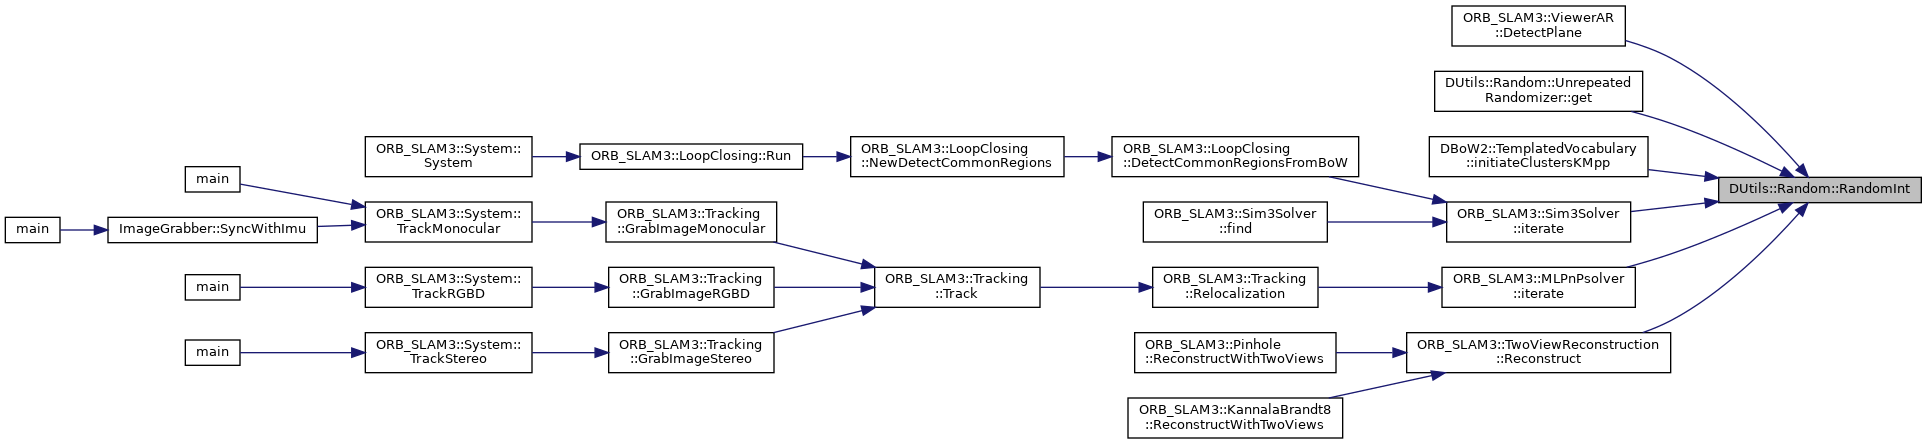 ORB_SLAM3::ViewerAR
::DetectPlane
DUtils::Random::Unrepeated
Randomizer::get
DBoW2::TemplatedVocabulary
::initiateClustersKMpp
DUtils::Random::RandomInt
ORB_SLAM3::System::
System
ORB_SLAM3::LoopClosing::Run
ORB_SLAM3::LoopClosing
::NewDetectCommonRegions
ORB_SLAM3::LoopClosing
::DetectCommonRegionsFromBoW
main
main
ImageGrabber::SyncWithImu
ORB_SLAM3::System::
TrackMonocular
ORB_SLAM3::Tracking
::GrabImageMonocular
ORB_SLAM3::Sim3Solver
::find
ORB_SLAM3::Sim3Solver
::iterate
main
ORB_SLAM3::System::
TrackRGBD
ORB_SLAM3::Tracking
::GrabImageRGBD
ORB_SLAM3::Tracking
::Track
ORB_SLAM3::Tracking
::Relocalization
ORB_SLAM3::MLPnPsolver
::iterate
main
ORB_SLAM3::System::
TrackStereo
ORB_SLAM3::Tracking
::GrabImageStereo
ORB_SLAM3::Pinhole
::ReconstructWithTwoViews
ORB_SLAM3::TwoViewReconstruction
::Reconstruct
ORB_SLAM3::KannalaBrandt8
::ReconstructWithTwoViews